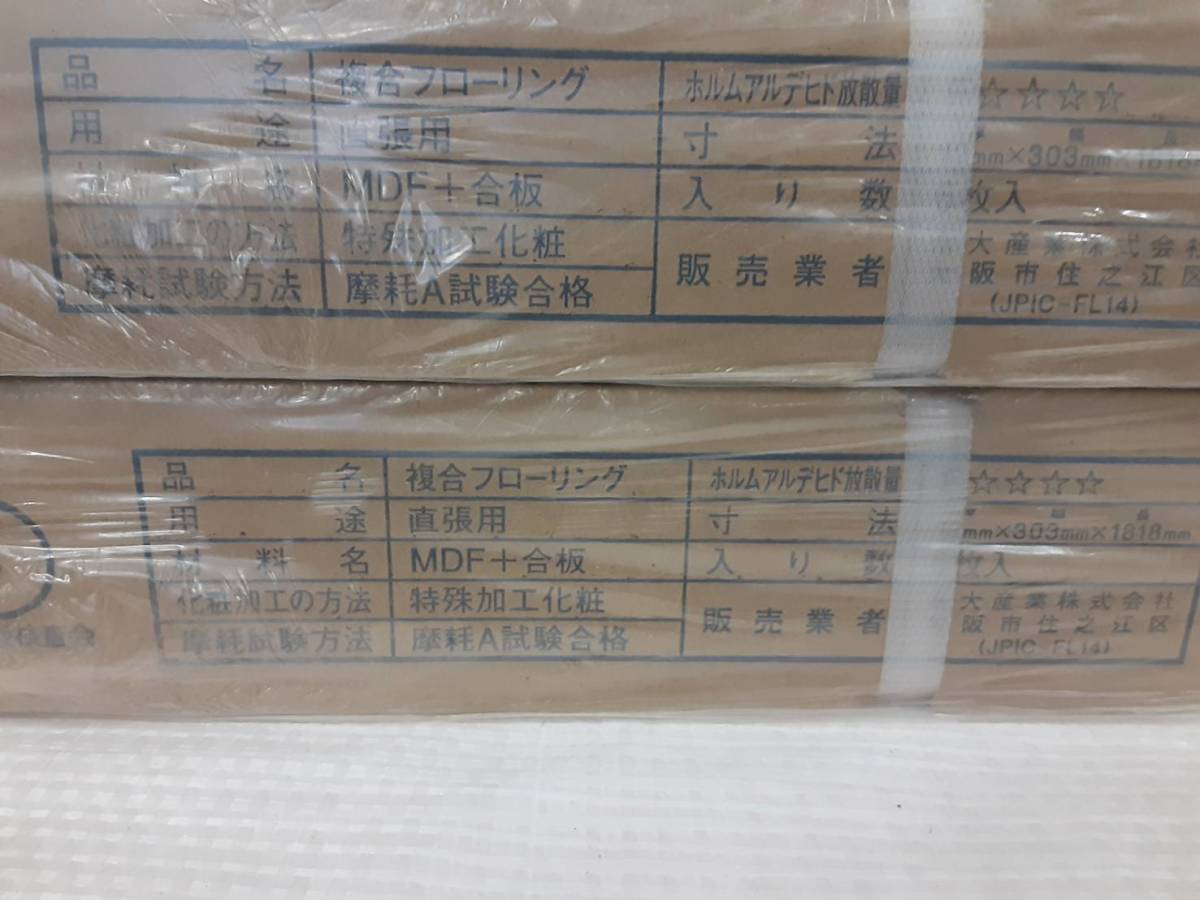 品名 複合フローリング ホルムアルデヒド放散量 ☆☆☆☆
用途 直張用 寸法 mm×303mm×1818
MDF+合板 入り数 枚入
化粧加工の方法 特殊加工化粧 販売業者 大産業株式会社
摩耗試験方法 摩耗A試験合格 阪市住之江区
(JPIC-FL14)
品名 複合フローリング ホルムアルデヒド放散量 ☆☆☆☆
用途 直張用 寸法 mm×303mm×1818mm
材料名 MDF+合板 入り数 枚入
化粧加工の方法 特殊加工化粧 販売業者 大産業株式会社
摩耗試験方法 摩耗A試験合格 阪市住之江区
(JPIC-FL14)